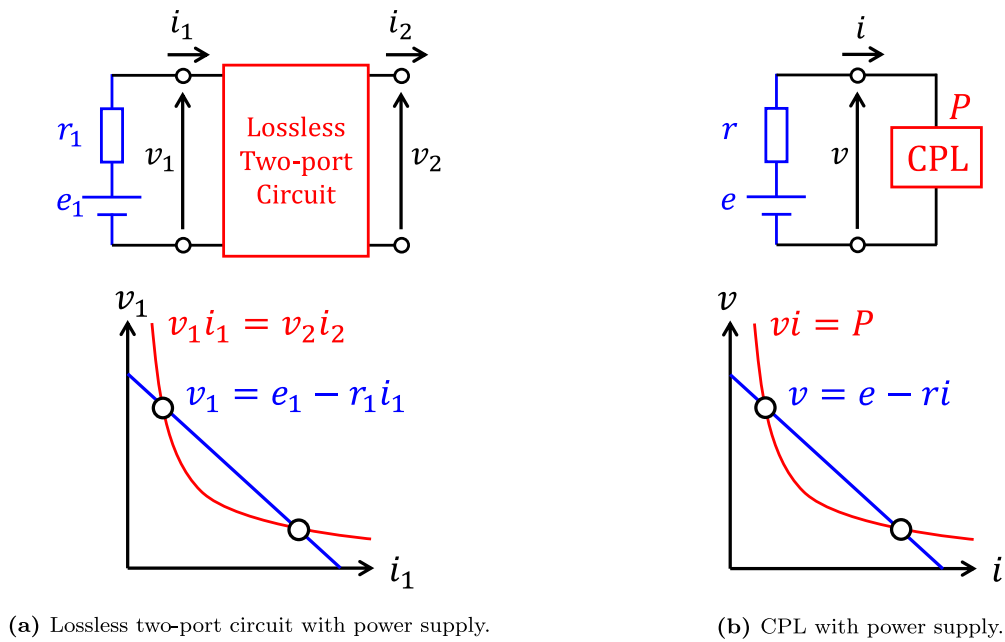 i₁ i₂
r₁
e₁
v₁
Lossless
Two-port
Circuit
v₂
v₁
v₁i₁ = v₂i₂
v₁ = e₁ − r₁i₁
i₁
(a) Lossless two-port circuit with power supply.
i
r
e
v
P
CPL
v
vi = P
v = e − ri
i
(b) CPL with power supply.